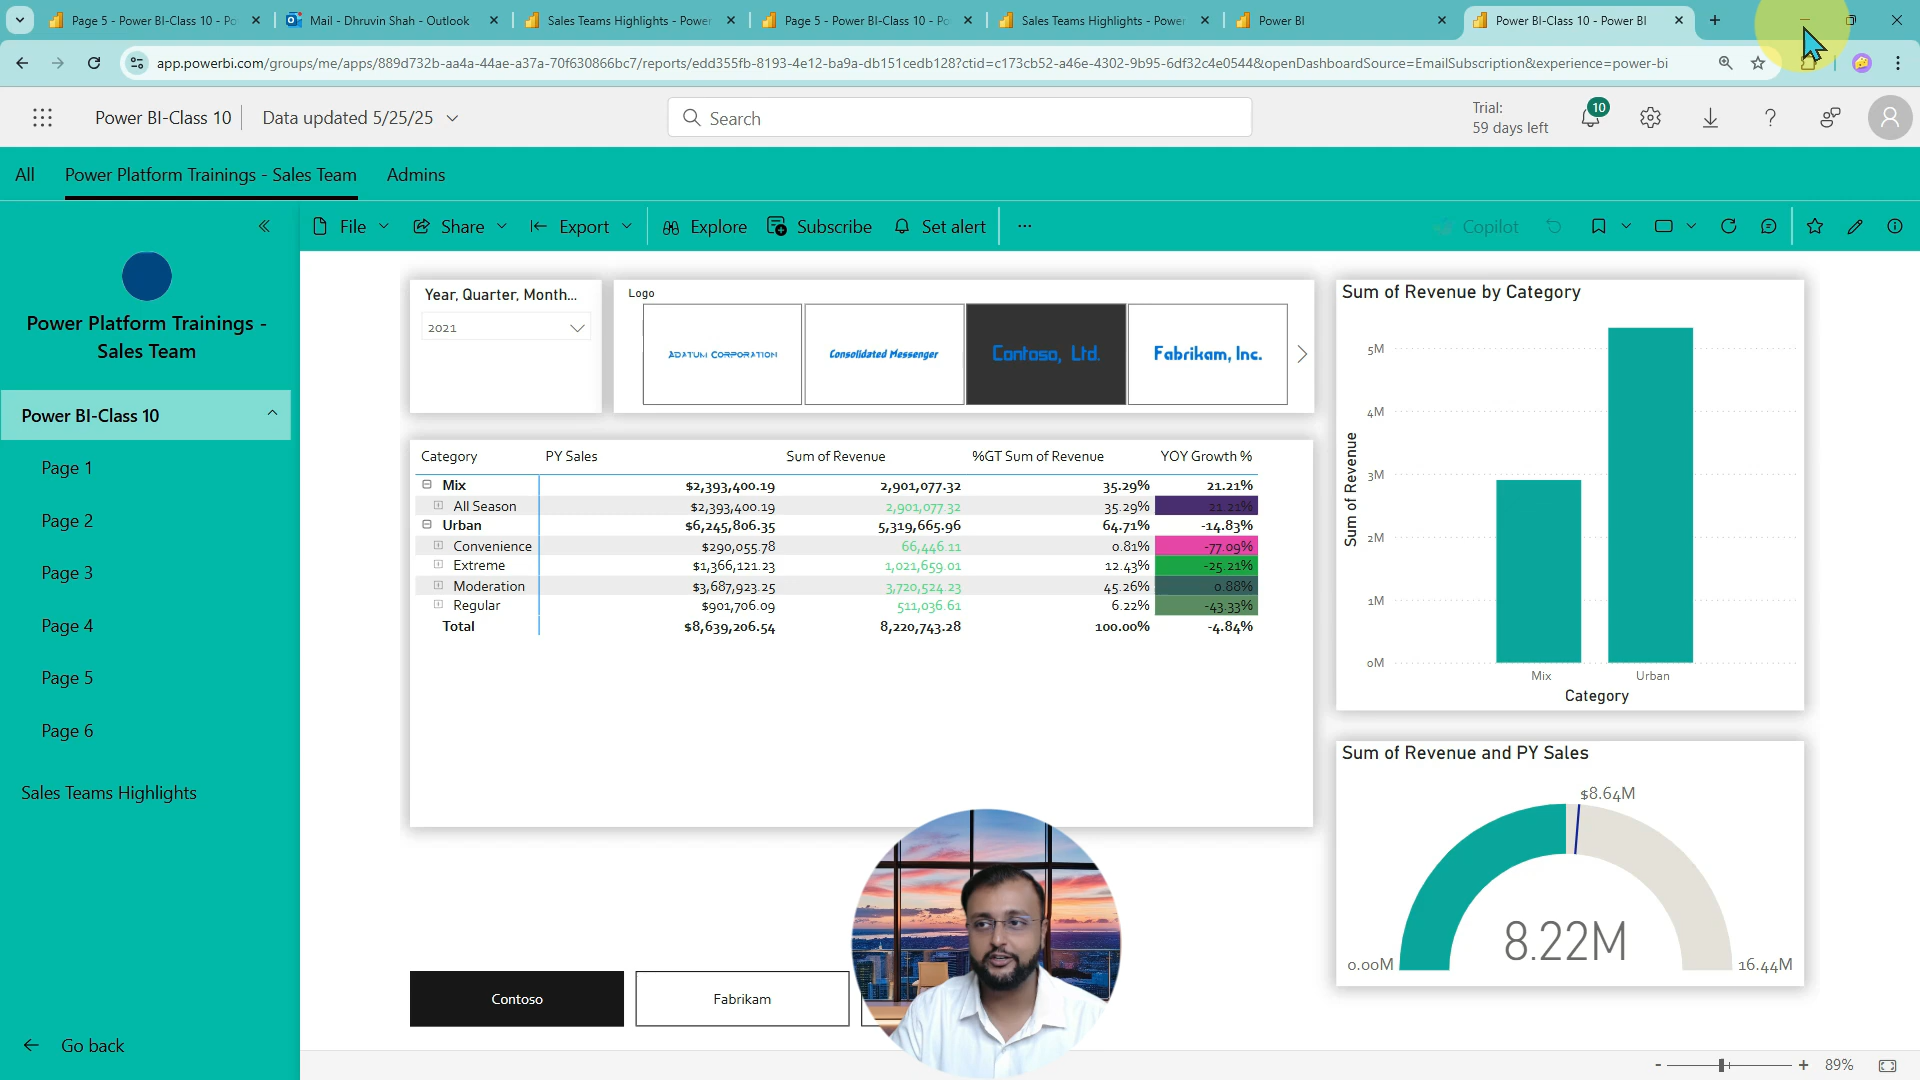 Page 5 - Power BI-Class 10 - Po
Mail - Dhruvin Shah - Outlook
Sales Teams Highlights - Power
Page 5 - Power BI-Class 10 - Po
Sales Teams Highlights - Power
Power BI
Power BI-Class 10 - Power BI
app.powerbi.com/groups/me/apps/889d732b-aa4a-44ae-a37a-70f630866bc7/reports/edd355fb-8193-4e12-ba9a-db151cedb128?ctid=c173cb52-a46e-4302-9b95-6df32c4e0544&openDashboardSource=EmailSubscription&experience=power-bi
Power BI-Class 10
Data updated 5/25/25
Search
Trial:
59 days left
10
All
Power Platform Trainings - Sales Team
Admins
File
Share
Export
Explore
Subscribe
Set alert
...
Copilot
Power Platform Trainings -
Sales Team
Power BI-Class 10
Page 1
Page 2
Page 3
Page 4
Page 5
Page 6
Sales Teams Highlights
Go back
Year, Quarter, Month...
2021
Logo
ADATUM CORPORATION
Consolidated Messenger
Contoso, Ltd.
Fabrikam, Inc.
Category PY Sales Sum of Revenue %GT Sum of Revenue YOY Growth %
Mix $2,393,400.19 2,901,077.32 35.29% 21.21%
All Season $2,393,400.19 2,901,077.32 35.29% 21.21%
Urban $6,245,806.35 5,319,665.96 64.71% -14.83%
Convenience $290,055.78 66,446.11 0.81% -77.09%
Extreme $1,366,121.23 1,021,659.01 12.43% -25.21%
Moderation $3,687,923.25 3,720,524.23 45.26% 0.88%
Regular $901,706.09 511,036.61 6.22% -43.33%
Total $8,639,206.54 8,220,743.28 100.00% -4.84%
Contoso
Fabrikam
Sum of Revenue by Category
Sum of Revenue
5M
4M
3M
2M
1M
0M
Mix
Urban
Category
Sum of Revenue and PY Sales
$8.64M
8.22M
0.00M
16.44M
- + 89%